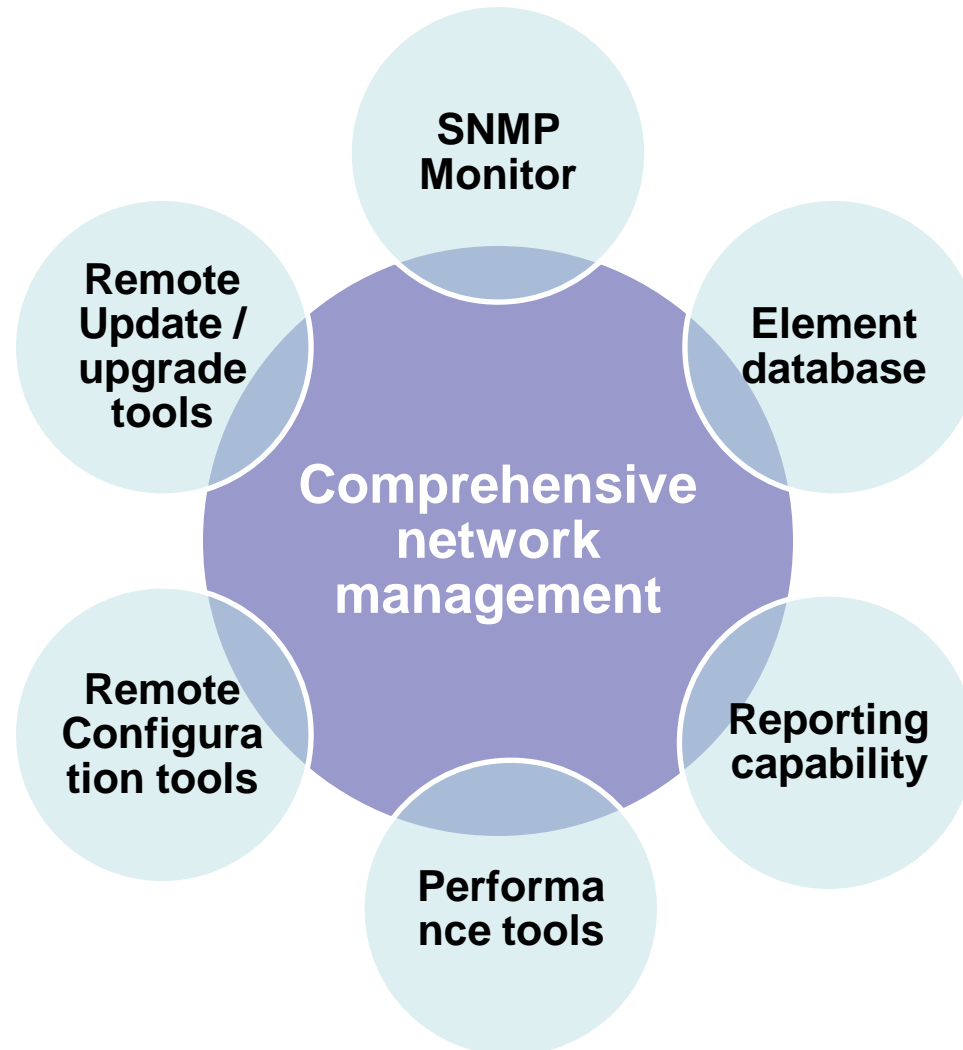 SNMP
Monitor
Remote
Update /
upgrade
tools
Element
database
Comprehensive
network
management
Remote
Configura
tion tools
Reporting
capability
Performa
nce tools